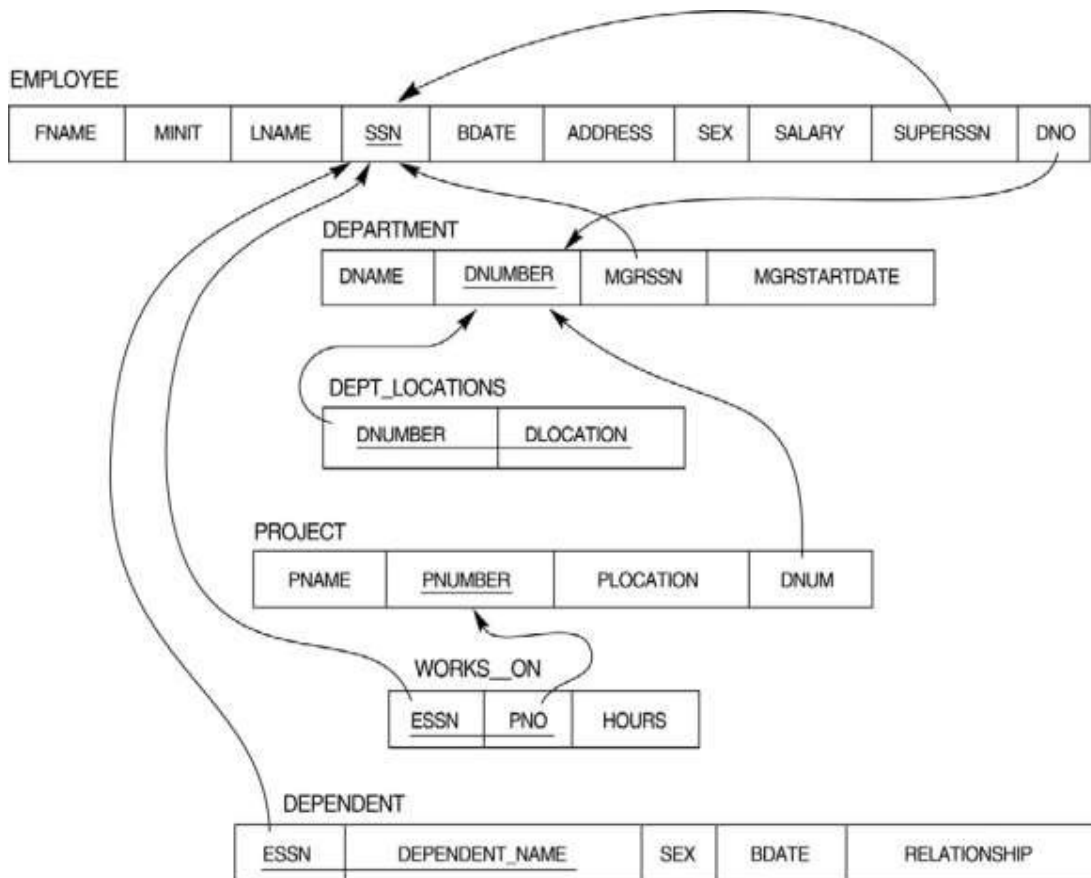 EMPLOYEE
FNAME MINIT LNAME SSN BDATE ADDRESS SEX SALARY SUPERSSN DNO
DEPARTMENT
DNAME DNUMBER MGRSSN MGRSTARTDATE
DEPT_LOCATIONS
DNUMBER DLOCATION
PROJECT
PNAME PNUMBER PLOCATION DNUM
WORKS__ON
ESSN PNO HOURS
DEPENDENT
ESSN DEPENDENT_NAME SEX BDATE RELATIONSHIP